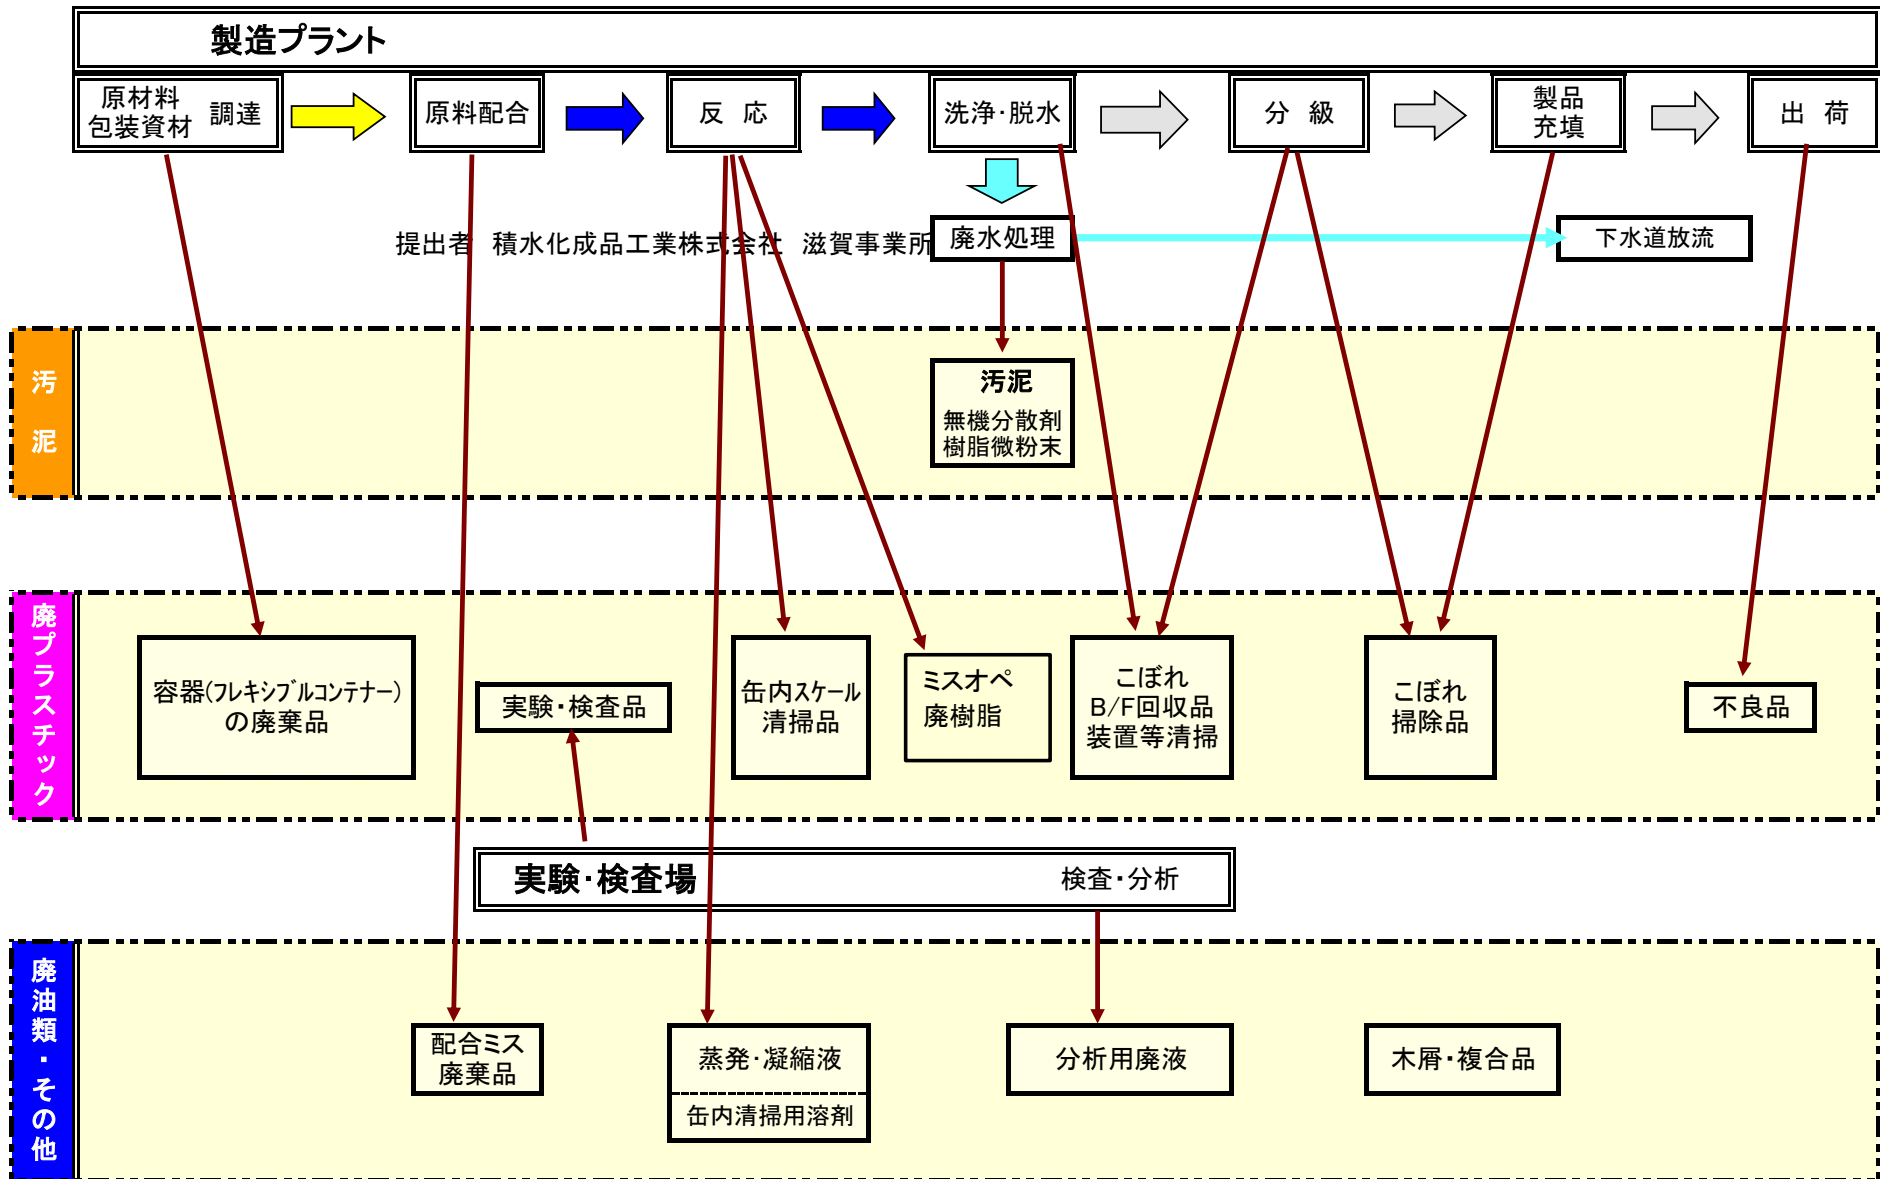 製造プラント
原材料
包装資材 調達
原料配合
反 応
洗浄・脱水
分 級
製品
充填
出 荷
提出者 積水化成品工業株式会社 滋賀事業所
廃水処理
下水道放流
汚泥
汚泥
無機分散剤
樹脂微粉末
廃プラスチック
容器(フレキシブルコンテナー)
の廃棄品
実験・検査品
缶内スケール
清掃品
ミスオペ
廃樹脂
こぼれ
B/F回収品
装置等清掃
こぼれ
掃除品
不良品
実験・検査場 検査・分析
廃油類・その他
配合ミス
廃棄品
蒸発・凝縮液
缶内清掃用溶剤
分析用廃液
木屑・複合品